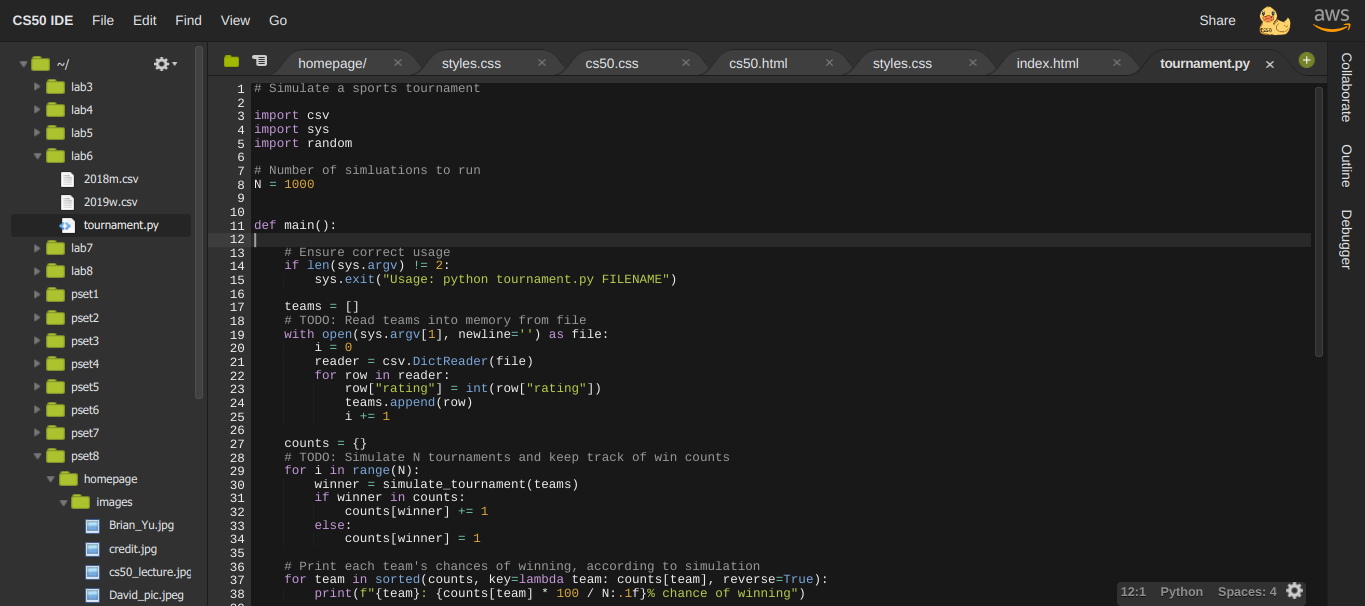 CS50 IDE File Edit Find View Go Share CS50 aws
~/
lab3
lab4
lab5
lab6
2018m.csv
2019w.csv
tournament.py
lab7
lab8
pset1
pset2
pset3
pset4
pset5
pset6
pset7
pset8
homepage
images
Brian_Yu.jpg
credit.jpg
cs50_lecture.jpg
David_pic.jpeg
homepage/ styles.css cs50.css cs50.html styles.css index.html tournament.py
1 # Simulate a sports tournament
2
3 import csv
4 import sys
5 import random
6
7 # Number of simluations to run
8 N = 1000
9
10
11 def main():
12
13     # Ensure correct usage
14     if len(sys.argv) != 2:
15         sys.exit("Usage: python tournament.py FILENAME")
16
17     teams = []
18     # TODO: Read teams into memory from file
19     with open(sys.argv[1], newline='') as file:
20         i = 0
21         reader = csv.DictReader(file)
22         for row in reader:
23             row["rating"] = int(row["rating"])
24             teams.append(row)
25             i += 1
26
27     counts = {}
28     # TODO: Simulate N tournaments and keep track of win counts
29     for i in range(N):
30         winner = simulate_tournament(teams)
31         if winner in counts:
32             counts[winner] += 1
33         else:
34             counts[winner] = 1
35
36     # Print each team's chances of winning, according to simulation
37     for team in sorted(counts, key=lambda team: counts[team], reverse=True):
38         print(f"{team}: {counts[team] * 100 / N:.1f}% chance of winning")
12:1 Python Spaces: 4
Collaborate
Outline
Debugger